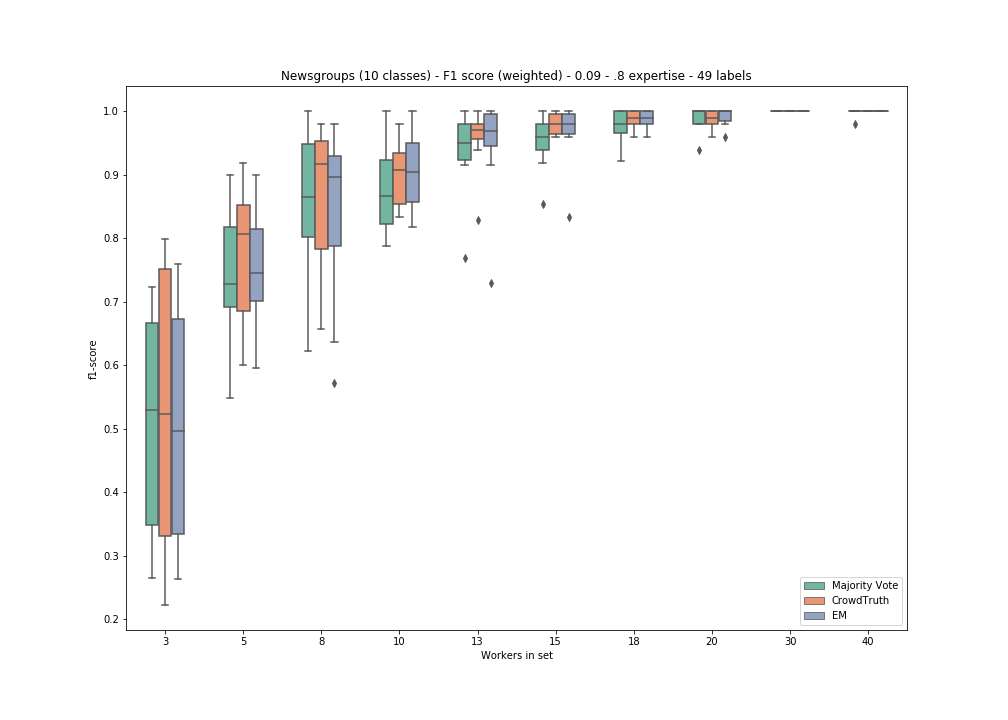 Newsgroups (10 classes) - F1 score (weighted) - 0.09 - .8 expertise - 49 labels
1.0
0.9
0.8
0.7
0.6
0.5
0.4
0.3
0.2
f1-score
3 5 8 10 13 15 18 20 30 40
Workers in set
Majority Vote
CrowdTruth
EM